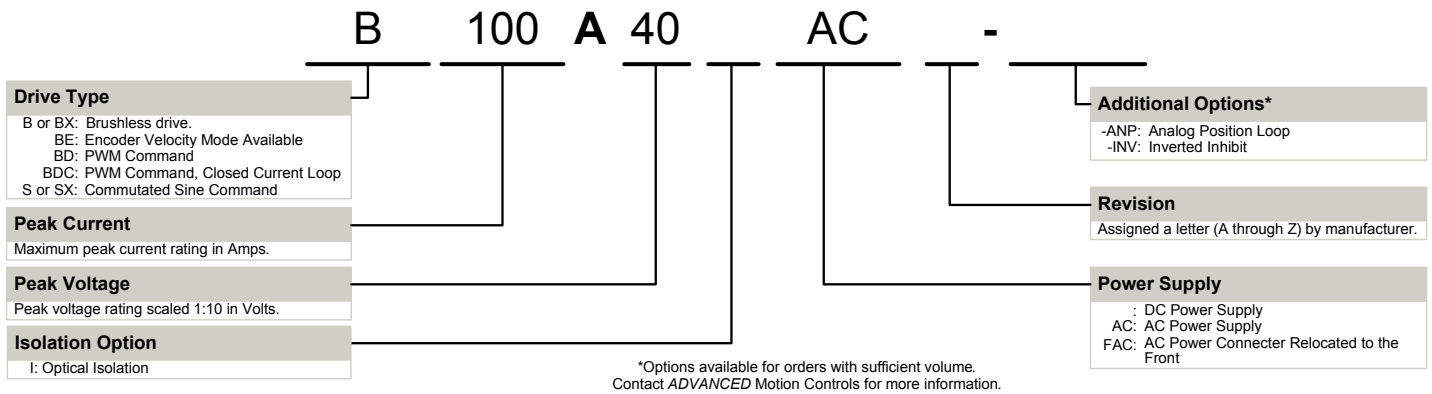 B 100 A 40 AC -
Drive Type
B or BX: Brushless drive.
BE: Encoder Velocity Mode Available
BD: PWM Command
BDC: PWM Command, Closed Current Loop
S or SX: Commutated Sine Command
Peak Current
Maximum peak current rating in Amps.
Peak Voltage
Peak voltage rating scaled 1:10 in Volts.
Isolation Option
I: Optical Isolation
Additional Options*
-ANP: Analog Position Loop
-INV: Inverted Inhibit
Revision
Assigned a letter (A through Z) by manufacturer.
Power Supply
: DC Power Supply
AC: AC Power Supply
FAC: AC Power Connecter Relocated to the
Front
*Options available for orders with sufficient volume.
Contact ADVANCED Motion Controls for more information.